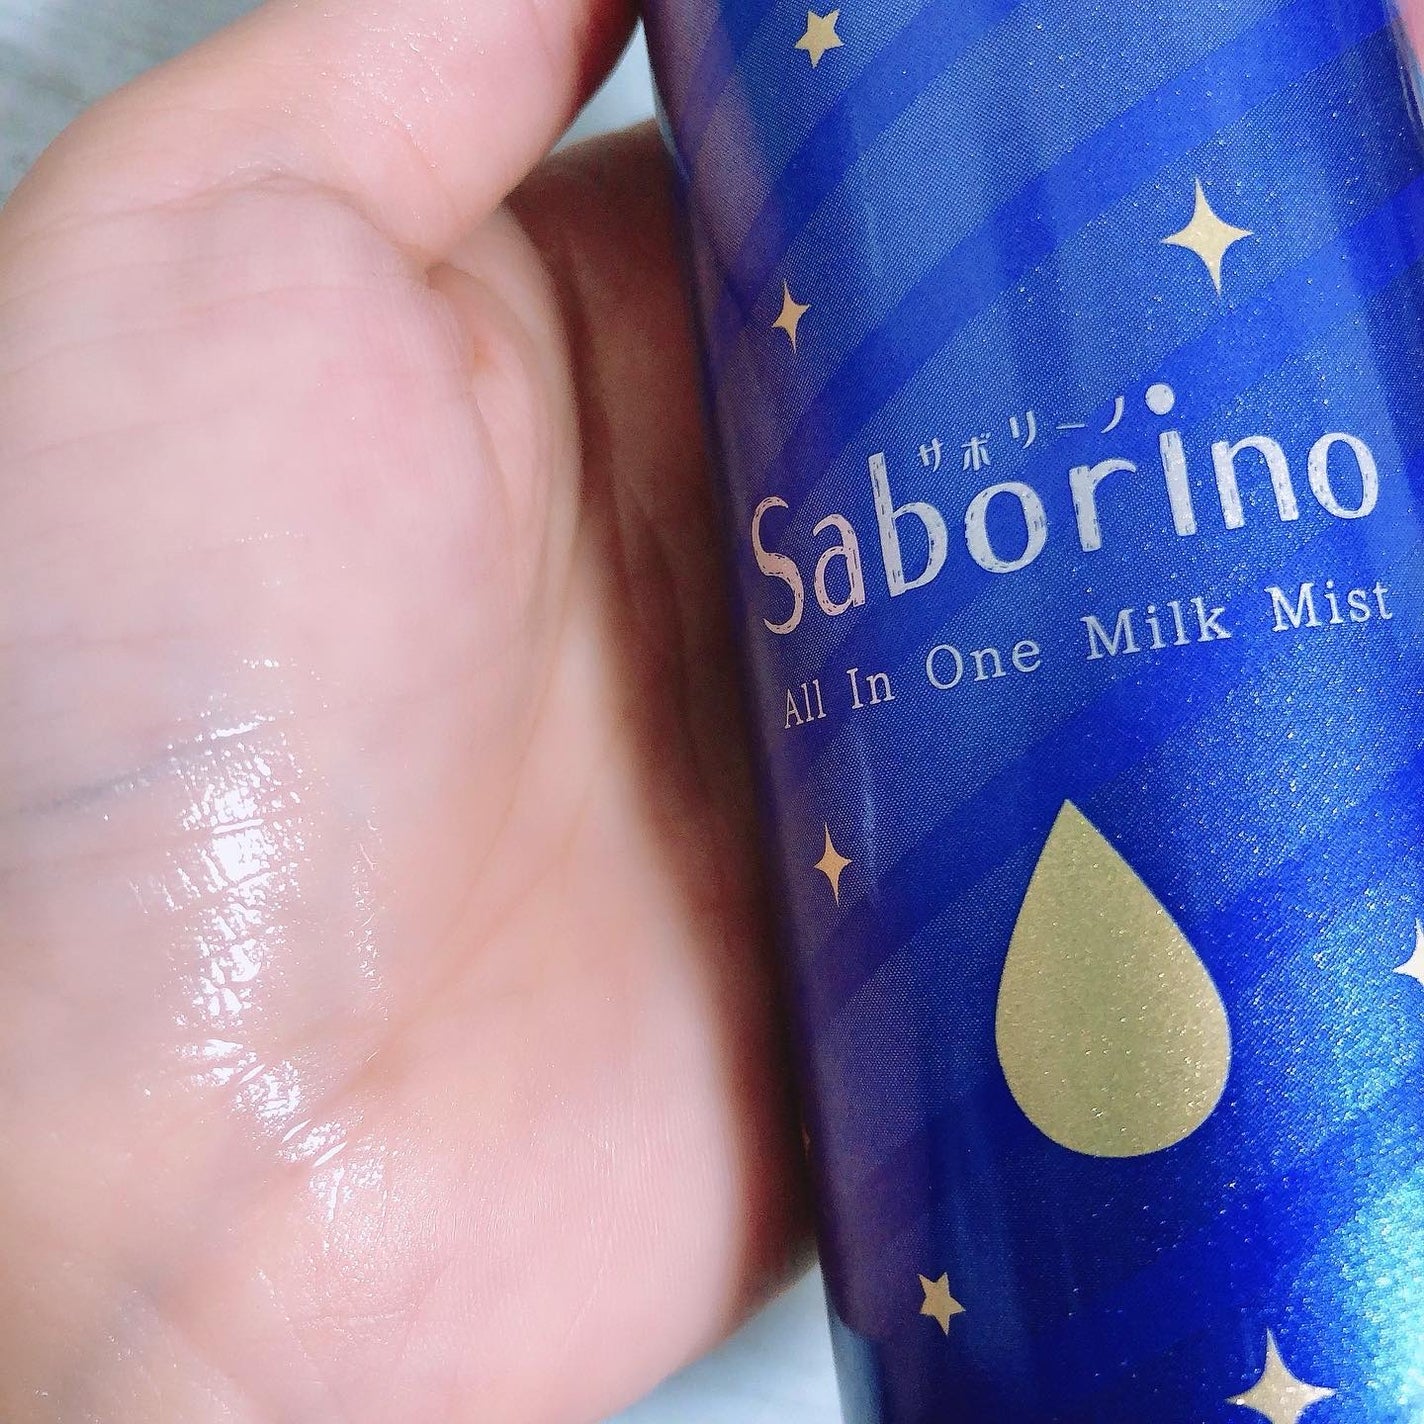 サボリーノ
Saborino
All In One Milk Mist